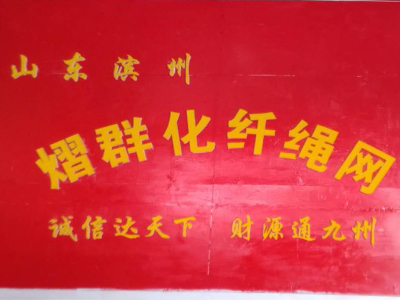 山东滨州
熠群化纤绳网
诚信达天下 财源通九州